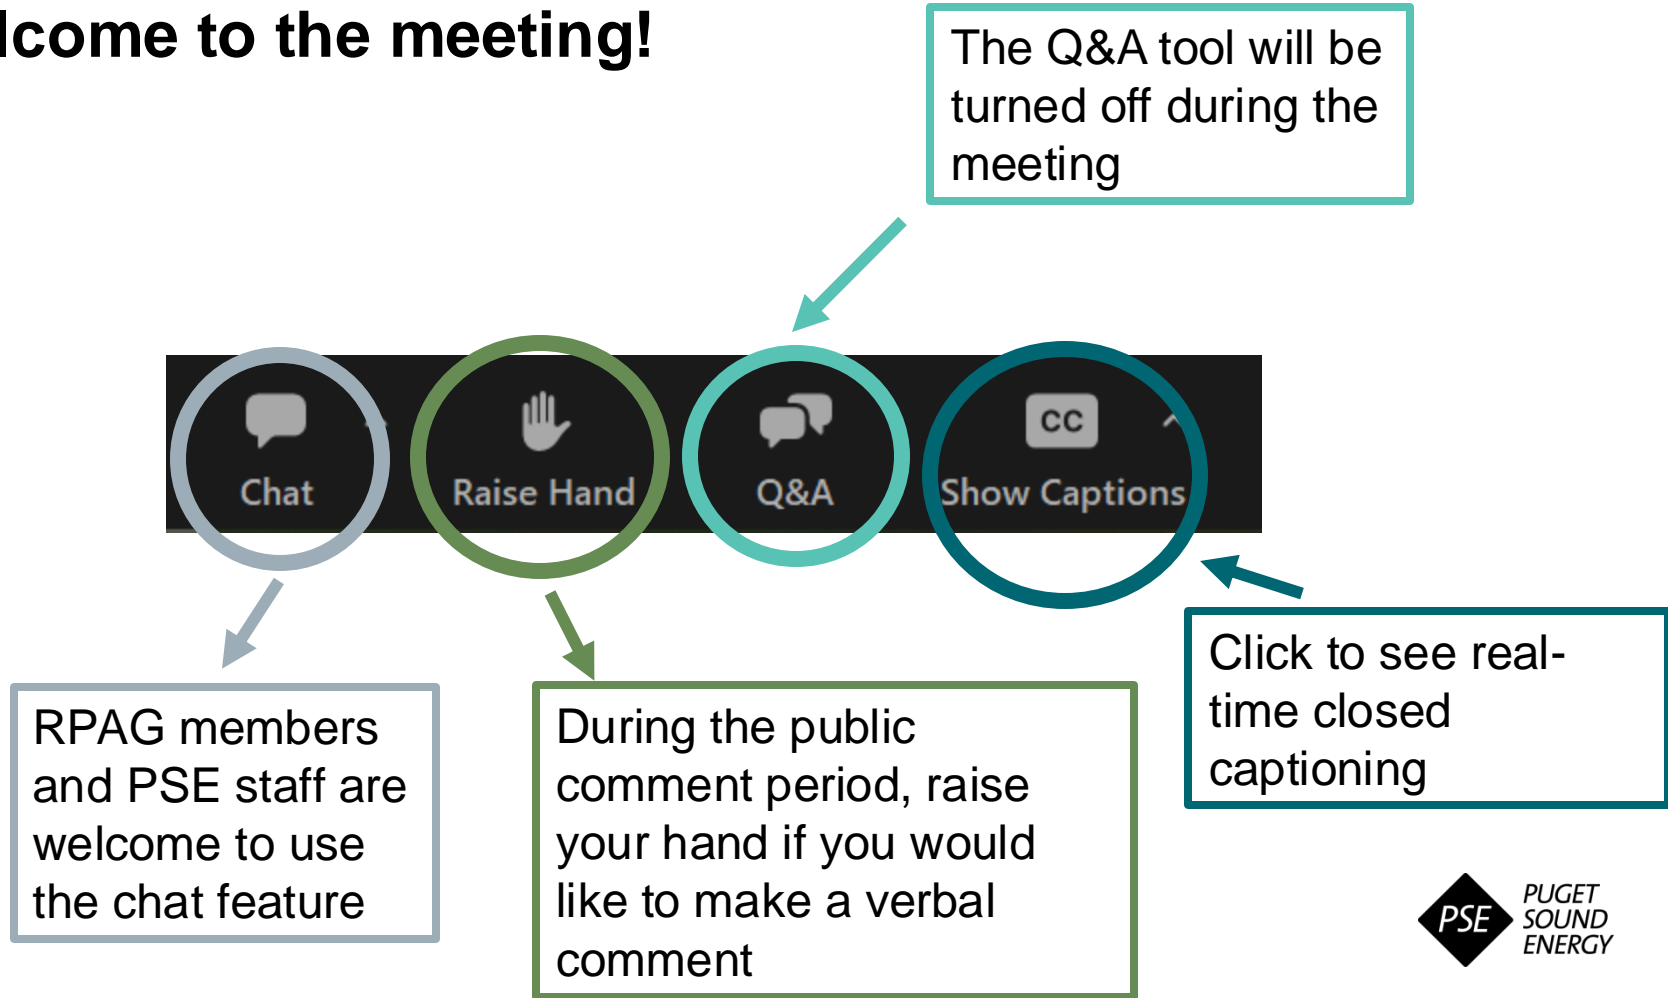 lcome to the meeting!
The Q&A tool will be
turned off during the
meeting
Chat
Raise Hand
Q&A
CC
Show Captions
RPAG members
and PSE staff are
welcome to use
the chat feature
During the public
comment period, raise
your hand if you would
like to make a verbal
comment
Click to see real-
time closed
captioning
PSE
PUGET
SOUND
ENERGY